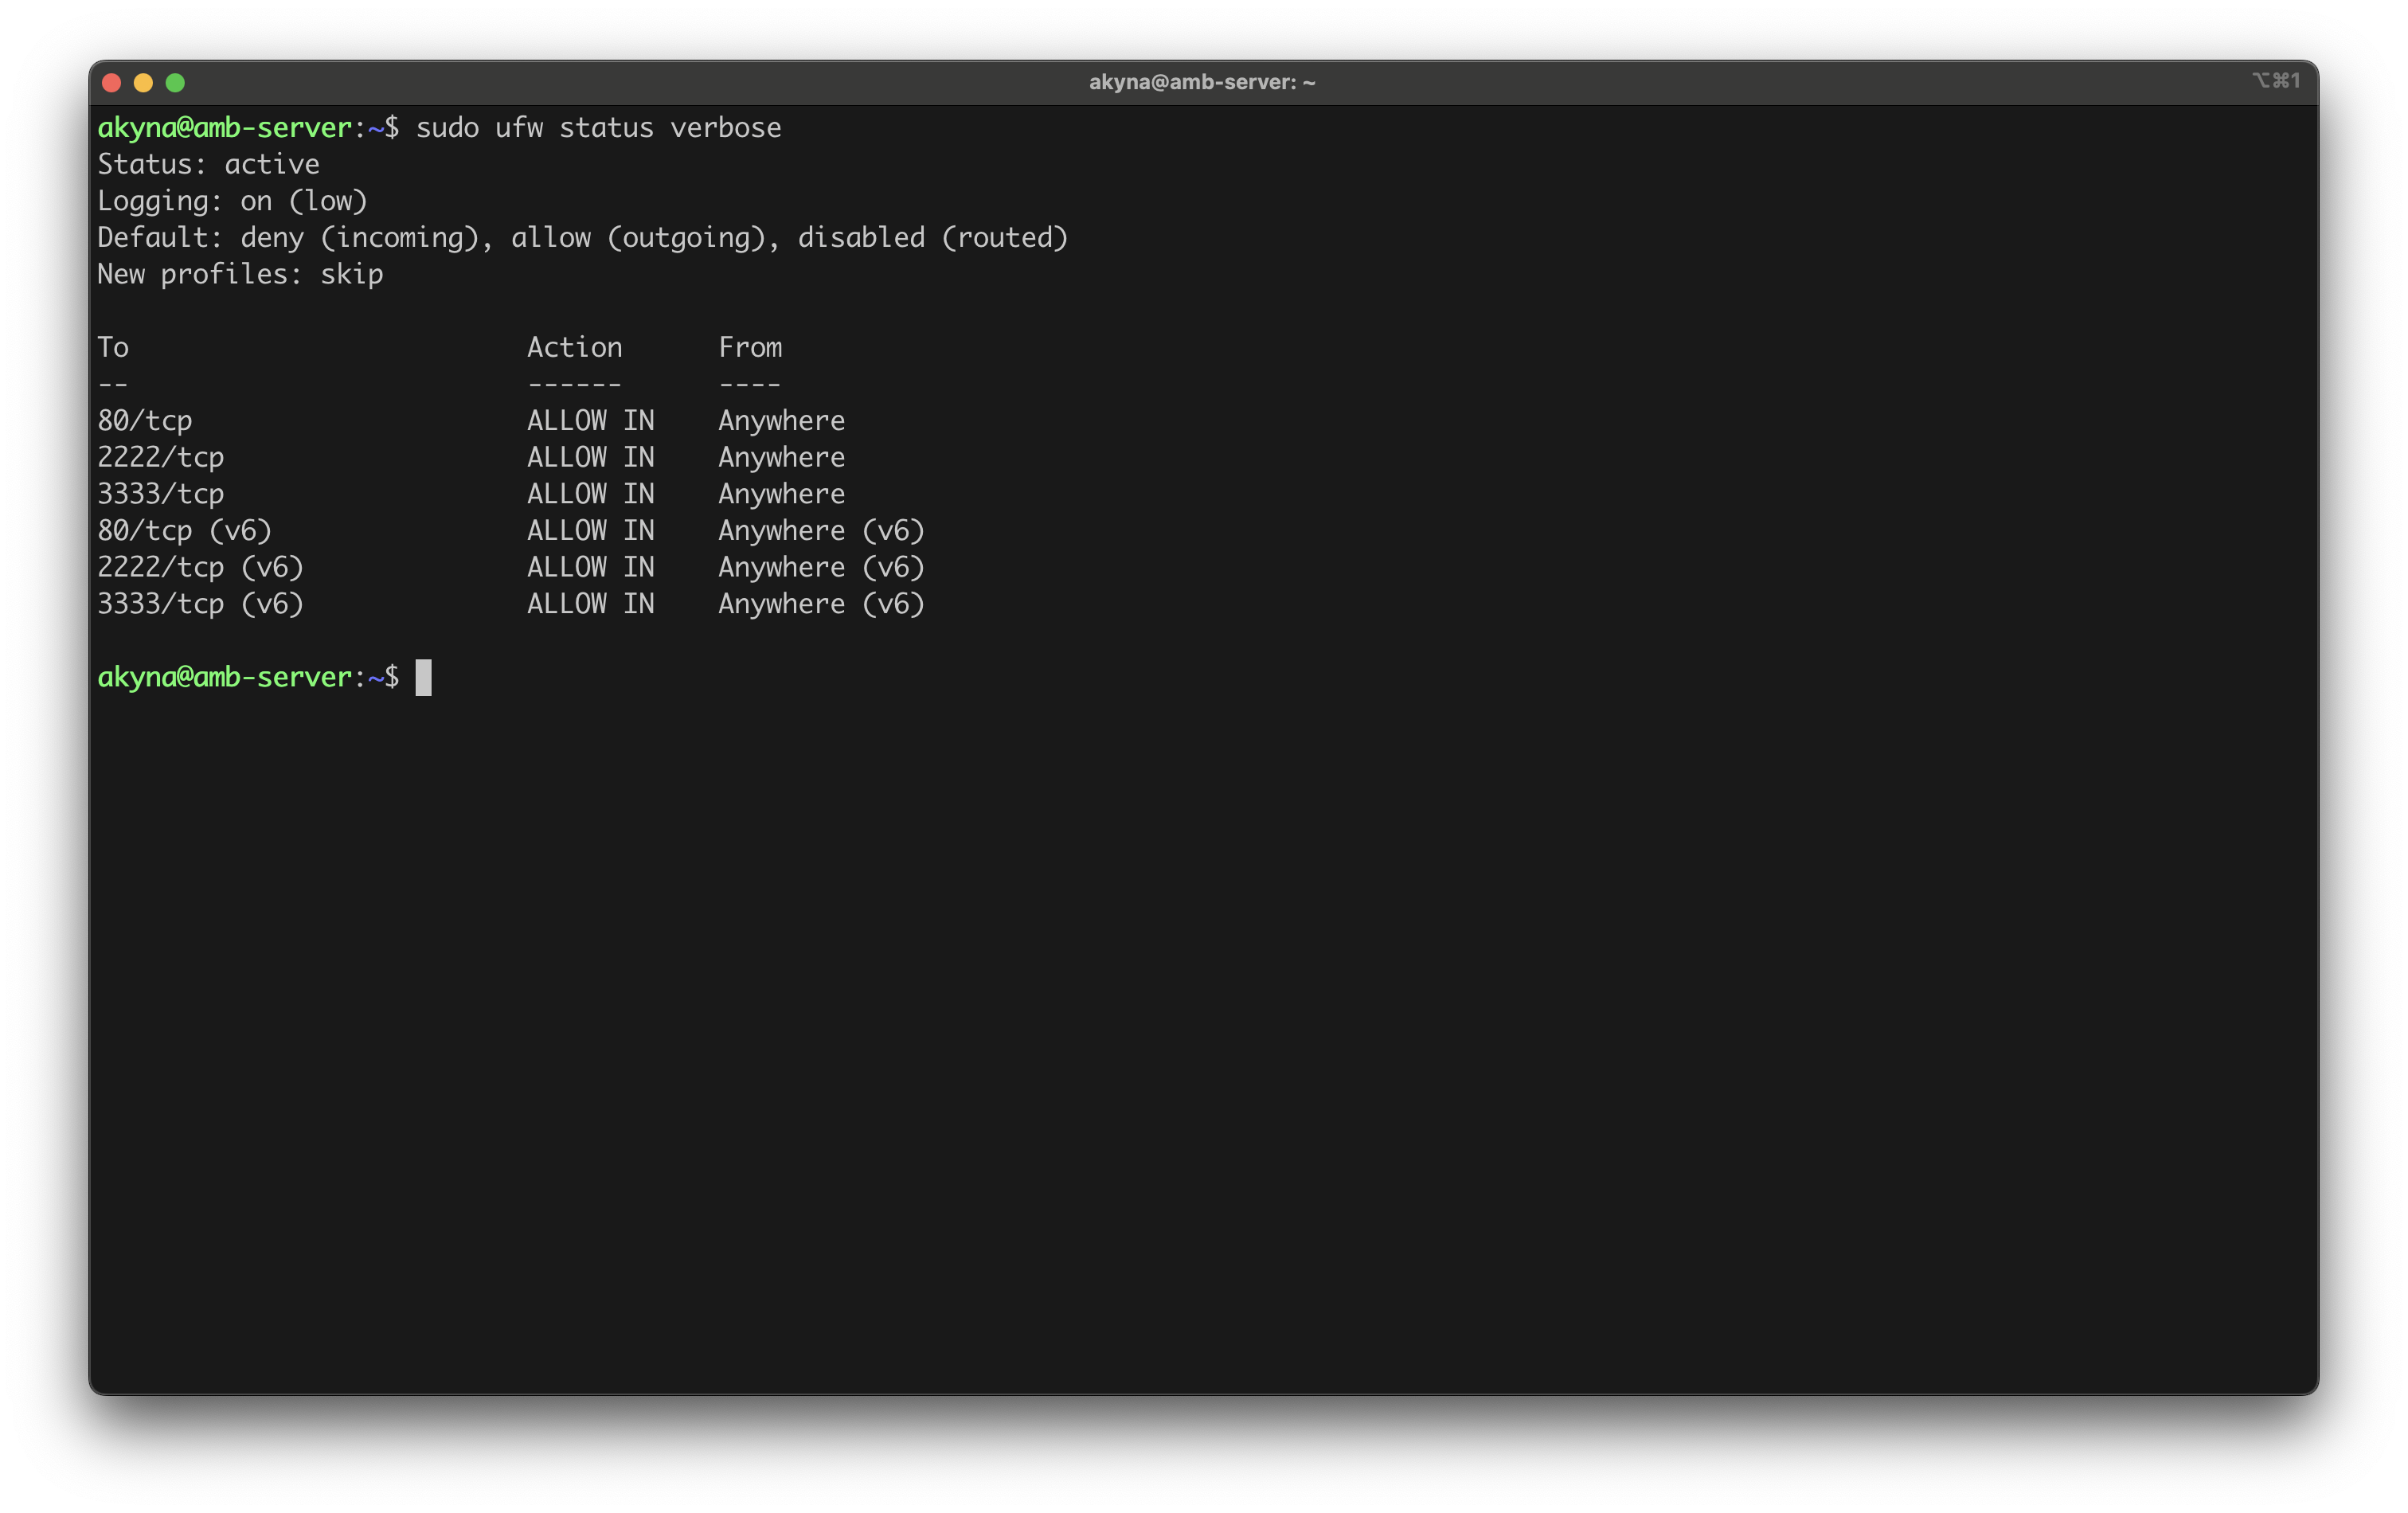 akyna@amb-server: ~
⌥⌘1
akyna@amb-server:~$ sudo ufw status verbose
Status: active
Logging: on (low)
Default: deny (incoming), allow (outgoing), disabled (routed)
New profiles: skip
To                         Action      From
--                         ------      ----
80/tcp                     ALLOW IN    Anywhere
2222/tcp                   ALLOW IN    Anywhere
3333/tcp                   ALLOW IN    Anywhere
80/tcp (v6)                ALLOW IN    Anywhere (v6)
2222/tcp (v6)              ALLOW IN    Anywhere (v6)
3333/tcp (v6)              ALLOW IN    Anywhere (v6)
akyna@amb-server:~$